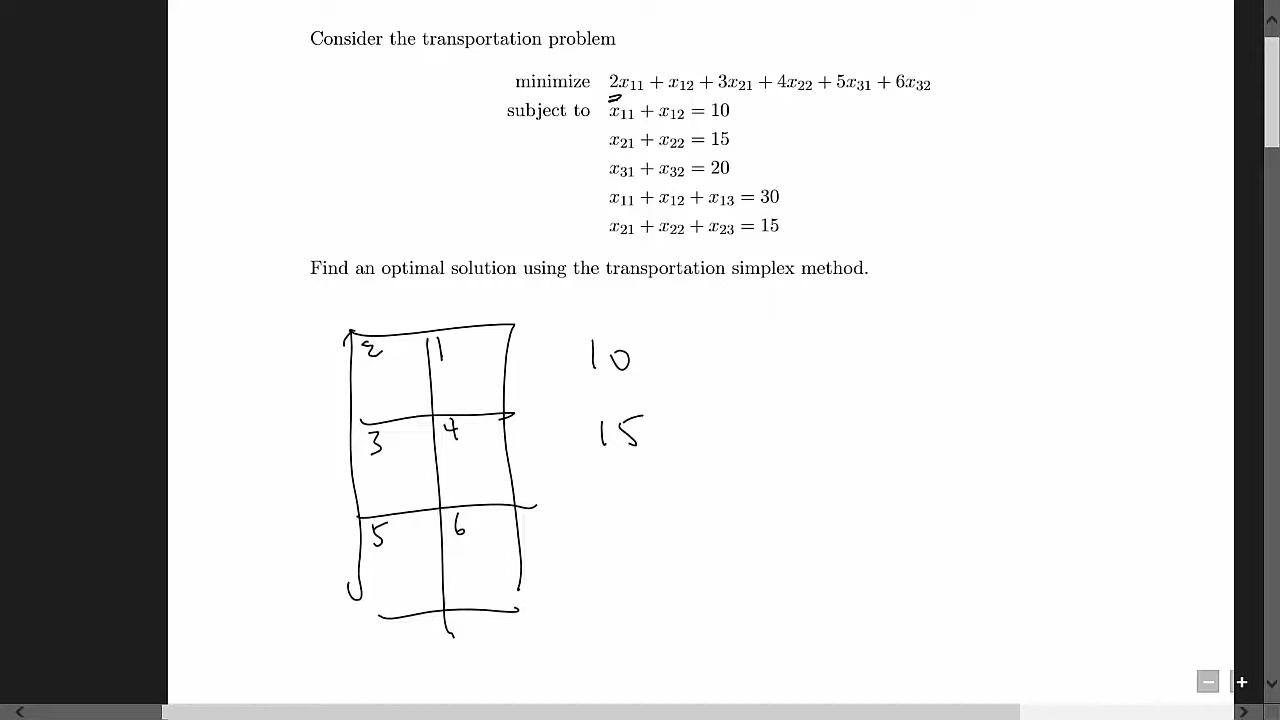 Consider the transportation problem
minimize 2x₁₁ + x₁₂ + 3x₂₁ + 4x₂₂ + 5x₃₁ + 6x₃₂
subject to x₁₁ + x₁₂ = 10
x₂₁ + x₂₂ = 15
x₃₁ + x₃₂ = 20
x₁₁ + x₁₂ + x₁₃ = 30
x₂₁ + x₂₂ + x₂₃ = 15
Find an optimal solution using the transportation simplex method.
2 1 10
3 4 15
5 6